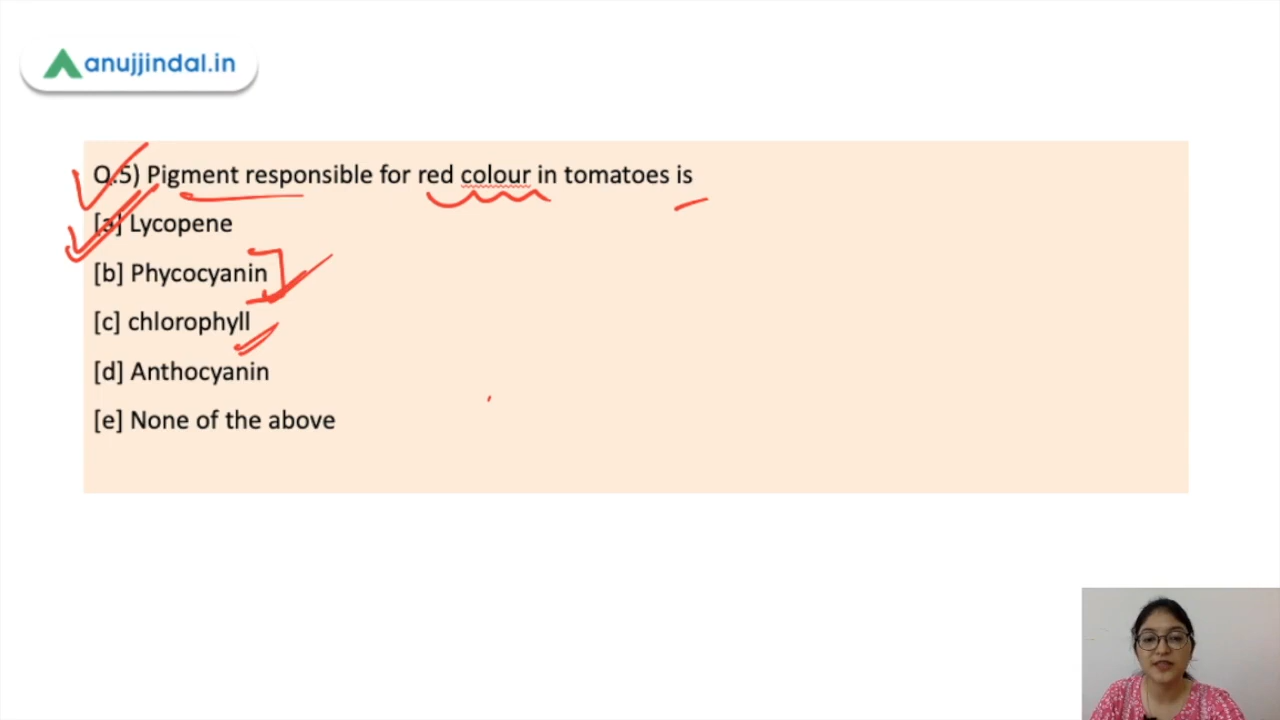 anujjindal.in
Q.5) Pigment responsible for red colour in tomatoes is
[a] Lycopene
[b] Phycocyanin
[c] chlorophyll
[d] Anthocyanin
[e] None of the above